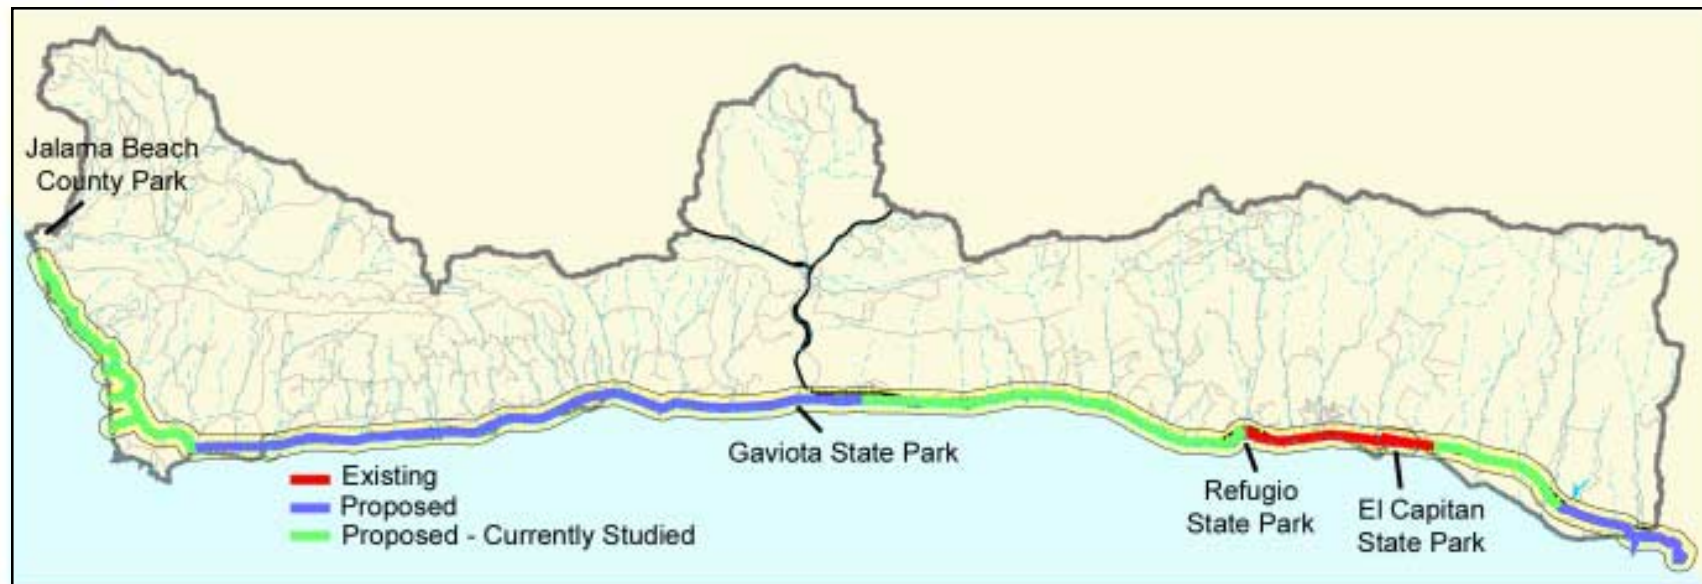 Jalama Beach
County Park
Gaviota State Park
Existing
Proposed
Proposed - Currently Studied
Refugio
State Park
El Capitan
State Park